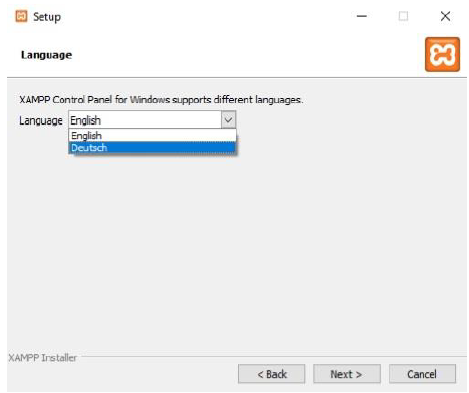 Setup
Language
XAMPP Control Panel for Windows supports different languages.
Language English
English
Deutsch
XAMPP Installer
< Back Next > Cancel